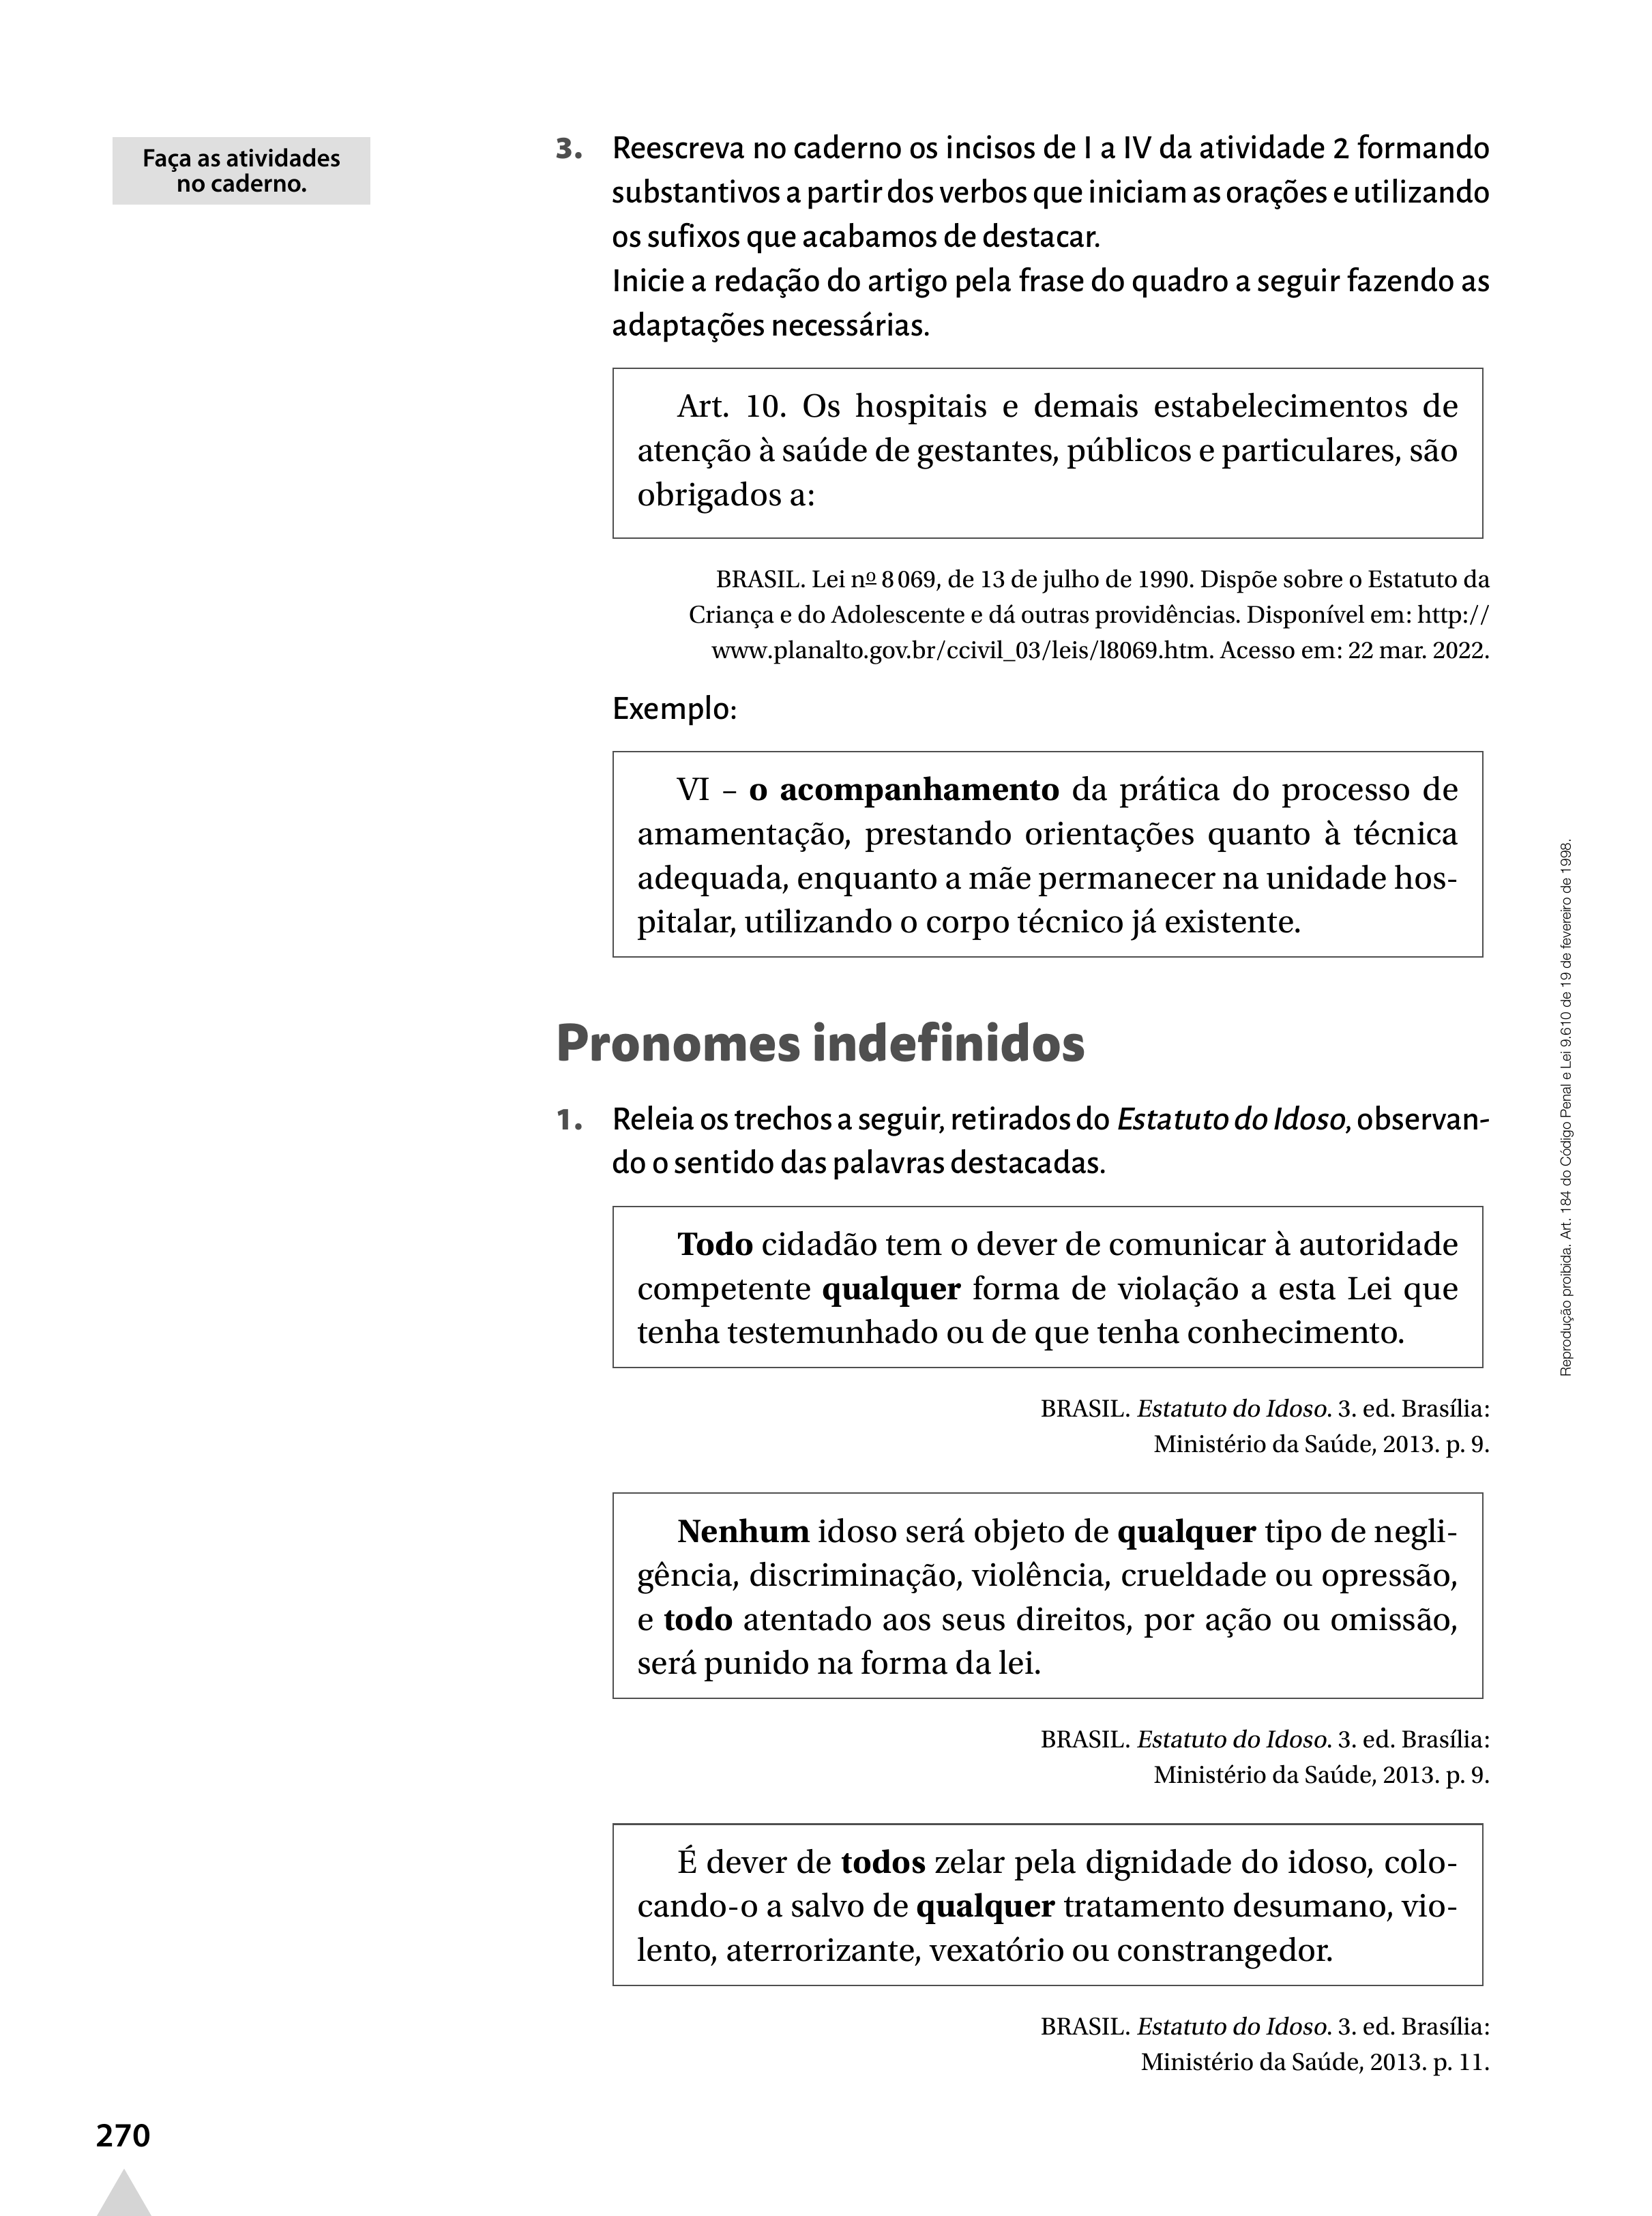 Faça as atividades
no caderno.
3. Reescreva no caderno os incisos de I a IV da atividade 2 formando
substantivos a partir dos verbos que iniciam as orações e utilizando
os sufixos que acabamos de destacar.
Inicie a redação do artigo pela frase do quadro a seguir fazendo as
adaptações necessárias.
Art. 10. Os hospitais e demais estabelecimentos de
atenção à saúde de gestantes, públicos e particulares, são
obrigados a:
BRASIL. Lei nº 8 069, de 13 de julho de 1990. Dispõe sobre o Estatuto da
Criança e do Adolescente e dá outras providências. Disponível em: http://
www.planalto.gov.br/ccivil_03/leis/l8069.htm. Acesso em: 22 mar. 2022.
Exemplo:
VI – o acompanhamento da prática do processo de
amamentação, prestando orientações quanto à técnica
adequada, enquanto a mãe permanecer na unidade hos-
pitalar, utilizando o corpo técnico já existente.
Pronomes indefinidos
1. Releia os trechos a seguir, retirados do Estatuto do Idoso, observan-
do o sentido das palavras destacadas.
Todo cidadão tem o dever de comunicar à autoridade
competente qualquer forma de violação a esta Lei que
tenha testemunhado ou de que tenha conhecimento.
BRASIL. Estatuto do Idoso. 3. ed. Brasília:
Ministério da Saúde, 2013. p. 9.
Nenhum idoso será objeto de qualquer tipo de negli-
gência, discriminação, violência, crueldade ou opressão,
e todo atentado aos seus direitos, por ação ou omissão,
será punido na forma da lei.
BRASIL. Estatuto do Idoso. 3. ed. Brasília:
Ministério da Saúde, 2013. p. 9.
É dever de todos zelar pela dignidade do idoso, colo-
cando-o a salvo de qualquer tratamento desumano, vio-
lento, aterrorizante, vexatório ou constrangedor.
BRASIL. Estatuto do Idoso. 3. ed. Brasília:
Ministério da Saúde, 2013. p. 11.
Reprodução proibida. Art. 184 do Código Penal e Lei 9.610 de 19 de fevereiro de 1998.
270